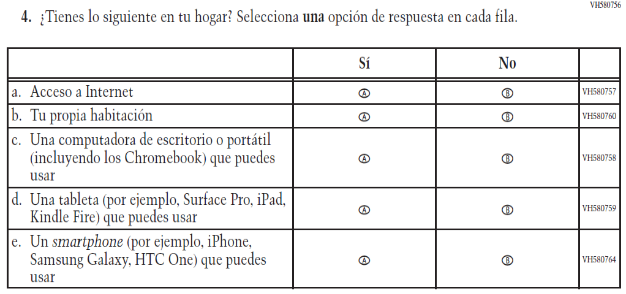 VH580756
4. ¿Tienes lo siguiente en tu hogar? Selecciona una opción de respuesta en cada fila.
Sí No
a. Acceso a Internet A B VH580757
b. Tu propia habitación A B VH580760
c. Una computadora de escritorio o portátil
(incluyendo los Chromebook) que puedes A B VH580758
usar
d. Una tableta (por ejemplo, Surface Pro, iPad,
Kindle Fire) que puedes usar A B VH580759
e. Un smartphone (por ejemplo, iPhone,
Samsung Galaxy, HTC One) que puedes A B VH580764
usar